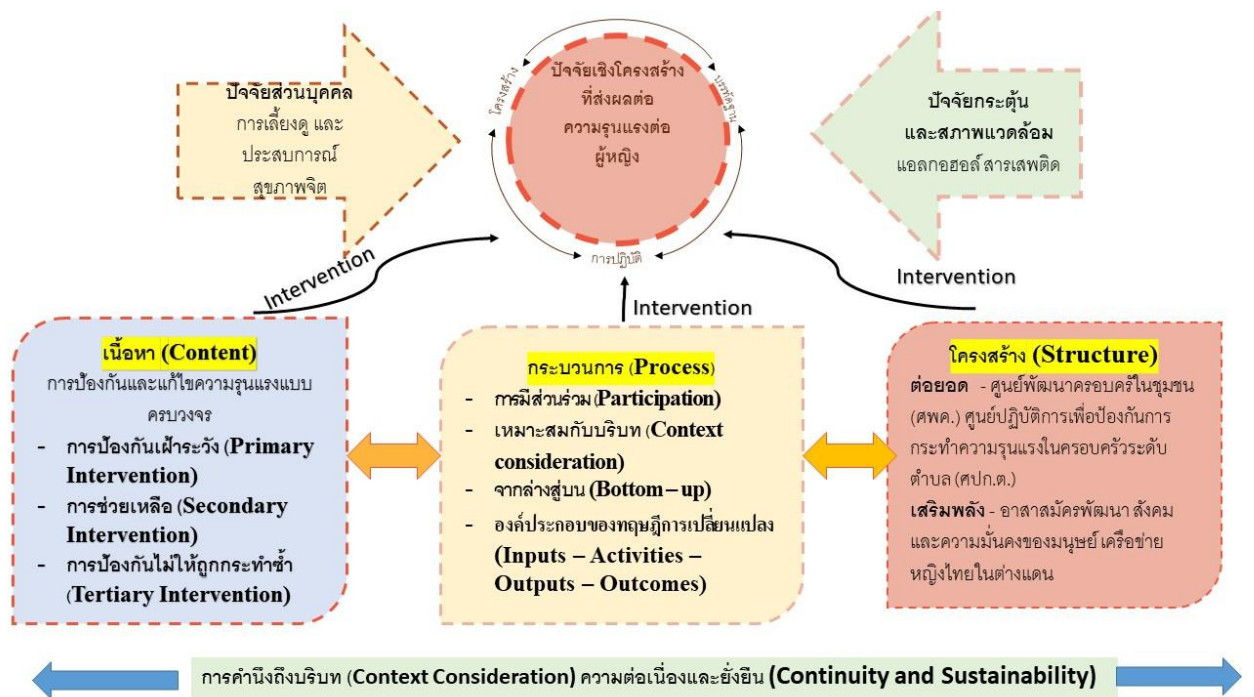 ปัจจัยส่วนบุคคล
การเลี้ยงดู และ
ประสบการณ์
สุขภาพจิต
โครงสร้าง
บรรทัดฐาน
การปฏิบัติ
ปัจจัยเชิงโครงสร้าง
ที่ส่งผลต่อ
ความรุนแรงต่อ
ผู้หญิง
ปัจจัยกระตุ้น
และสภาพแวดล้อม
แอลกอฮอล์ สารเสพติด
Intervention
Intervention
Intervention
เนื้อหา (Content)
การป้องกันและแก้ไขความรุนแรงแบบ
ครบวงจร
- การป้องกันเฝ้าระวัง (Primary
Intervention)
- การช่วยเหลือ (Secondary
Intervention)
- การป้องกันไม่ให้ถูกกระทำซ้ำ
(Tertiary Intervention)
กระบวนการ (Process)
- การมีส่วนร่วม (Participation)
- เหมาะสมกับบริบท (Context
consideration)
- จากล่างสู่บน (Bottom – up)
- องค์ประกอบของทฤษฎีการเปลี่ยนแปลง
(Inputs – Activities –
Outputs – Outcomes)
โครงสร้าง (Structure)
ต่อยอด - ศูนย์พัฒนาครอบครัวในชุมชน
(ศพค.) ศูนย์ปฏิบัติการเพื่อป้องกันการ
กระทำความรุนแรงในครอบครัวระดับ
ตำบล (ศปก.ต.)
เสริมพลัง - อาสาสมัครพัฒนา สังคม
และความมั่นคงของมนุษย์ เครือข่าย
หญิงไทยในต่างแดน
การคำนึงถึงบริบท (Context Consideration) ความต่อเนื่องและยั่งยืน (Continuity and Sustainability)